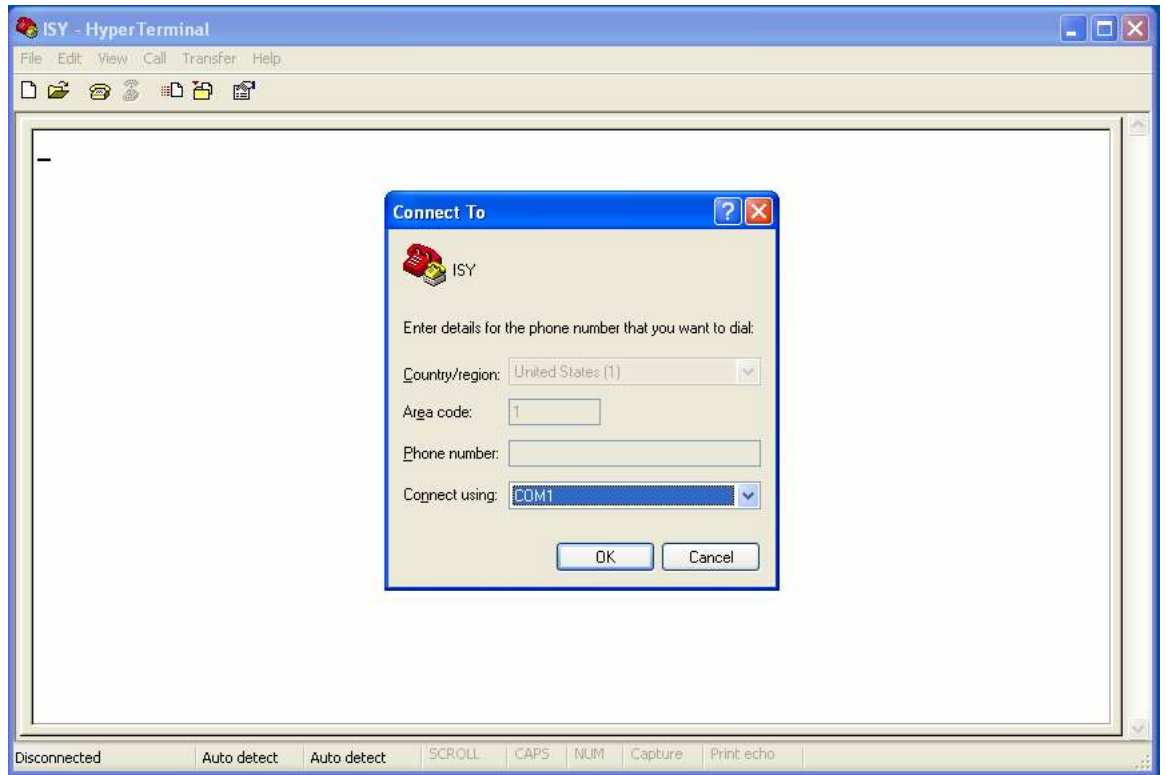 ISY - HyperTerminal
File Edit View Call Transfer Help
Connect To
ISY
Enter details for the phone number that you want to dial:
Country/region: United States (1)
Area code: 1
Phone number:
Connect using: COM1
OK Cancel
Disconnected Auto detect Auto detect SCROLL CAPS NUM Capture Print echo